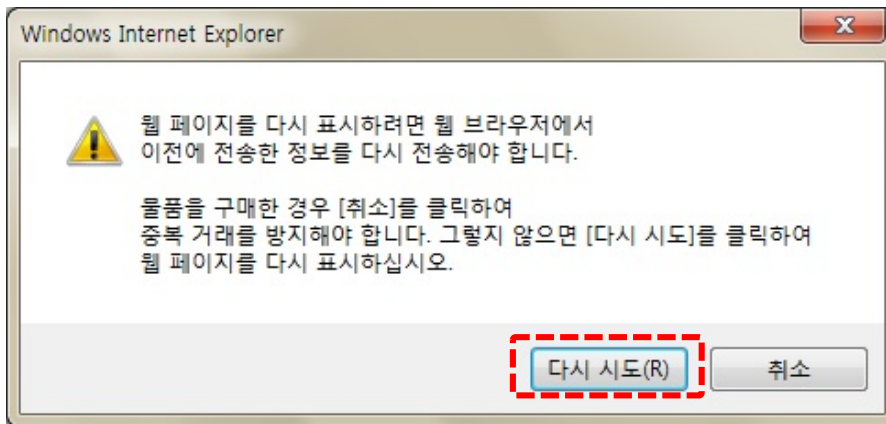 Windows Internet Explorer
웹 페이지를 다시 표시하려면 웹 브라우저에서
이전에 전송한 정보를 다시 전송해야 합니다.
물품을 구매한 경우 [취소]를 클릭하여
중복 거래를 방지해야 합니다. 그렇지 않으면 [다시 시도]를 클릭하여
웹 페이지를 다시 표시하십시오.
다시 시도(R)
취소